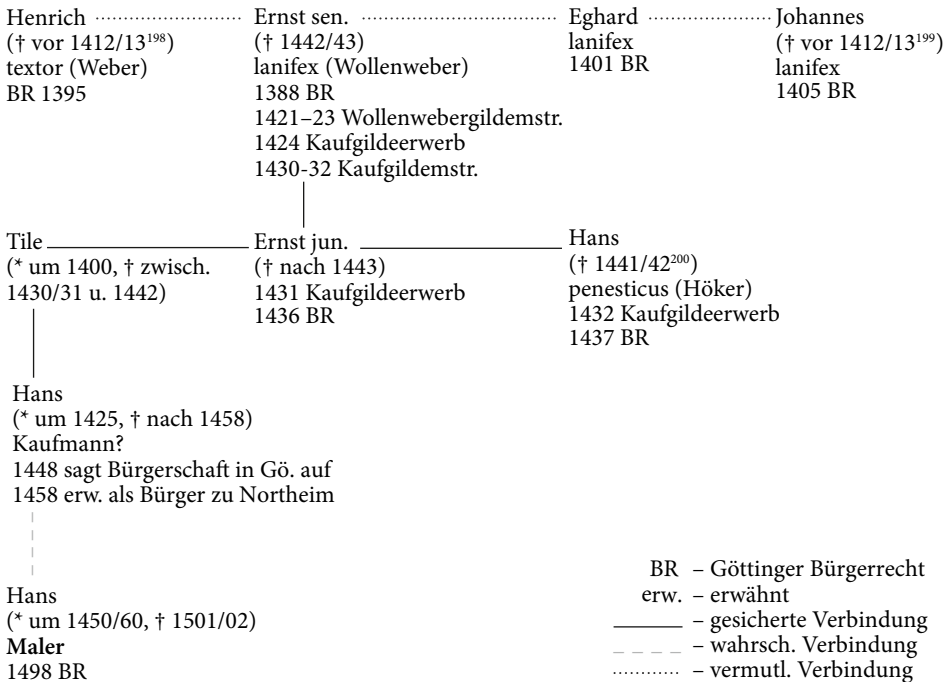 Henrich
(† vor 1412/13¹⁹⁸)
textor (Weber)
BR 1395
Ernst sen.
(† 1442/43)
lanifex (Wollenweber)
1388 BR
1421–23 Wollenwebergildemstr.
1424 Kaufgildeerwerb
1430-32 Kaufgildemstr.
Eghard
lanifex
1401 BR
Johannes
(† vor 1412/13¹⁹⁹)
lanifex
1405 BR
Tile
(* um 1400, † zwisch.
1430/31 u. 1442)
Ernst jun.
(† nach 1443)
1431 Kaufgildeerwerb
1436 BR
Hans
(† 1441/42²⁰⁰)
penesticus (Höker)
1432 Kaufgildeerwerb
1437 BR
Hans
(* um 1425, † nach 1458)
Kaufmann?
1448 sagt Bürgerschaft in Gö. auf
1458 erw. als Bürger zu Northeim
Hans
(* um 1450/60, † 1501/02)
Maler
1498 BR
BR – Göttinger Bürgerrecht
erw. – erwähnt
– gesicherte Verbindung
– wahrsch. Verbindung
– vermutl. Verbindung